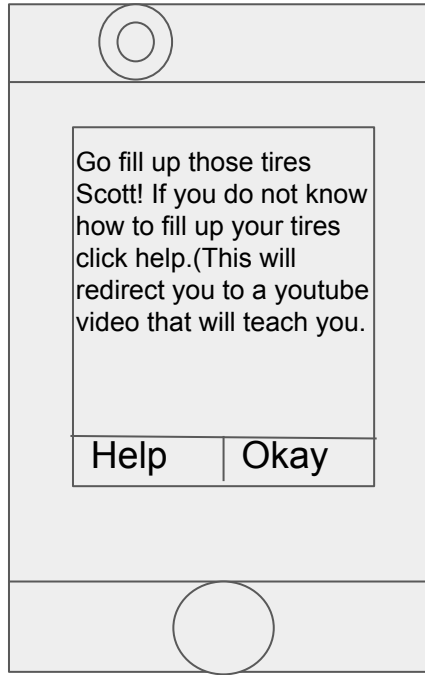 Go fill up those tires
Scott! If you do not know
how to fill up your tires
click help.(This will
redirect you to a youtube
video that will teach you.
Help Okay